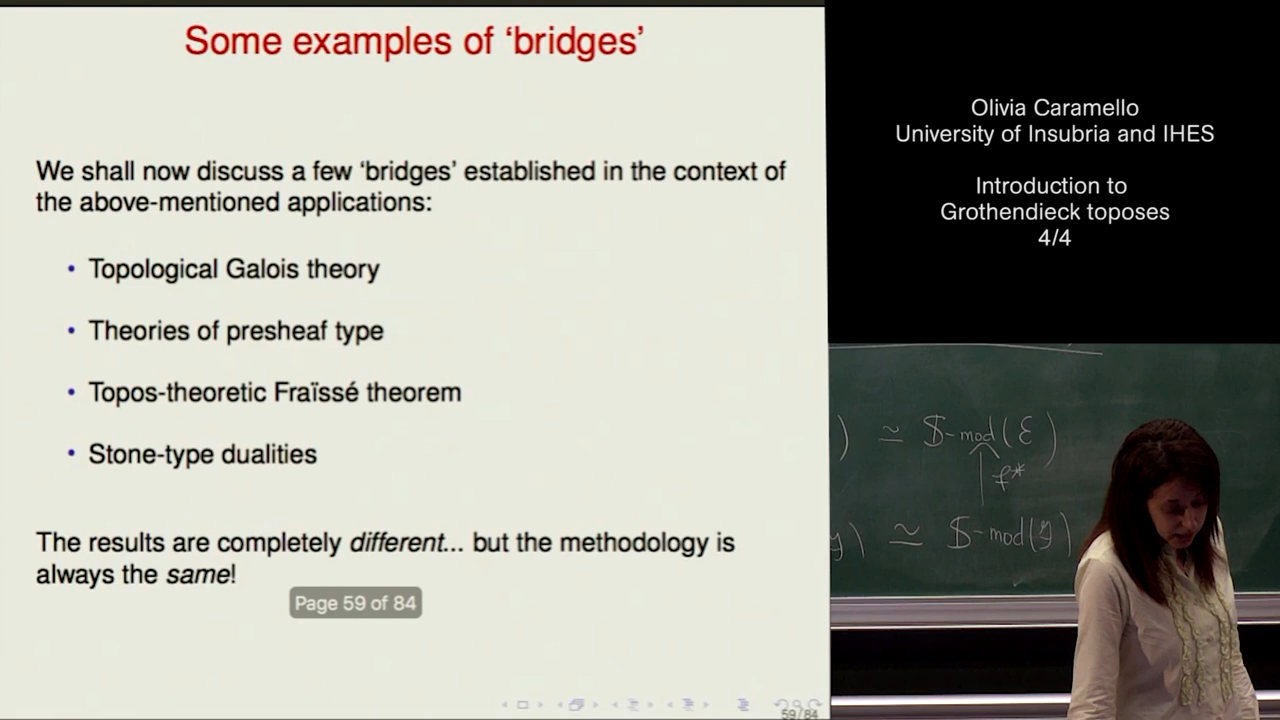 Some examples of ‘bridges’
We shall now discuss a few ‘bridges’ established in the context of
the above-mentioned applications:
• Topological Galois theory
• Theories of presheaf type
• Topos-theoretic Fraïssé theorem
• Stone-type dualities
The results are completely different... but the methodology is
always the same!
Page 59 of 84
59/84
Olivia Caramello
University of Insubria and IHES
Introduction to
Grothendieck toposes
4/4
) ≃ 𝕊-mod(ℰ)
f*
) ≃ 𝕊-mod(